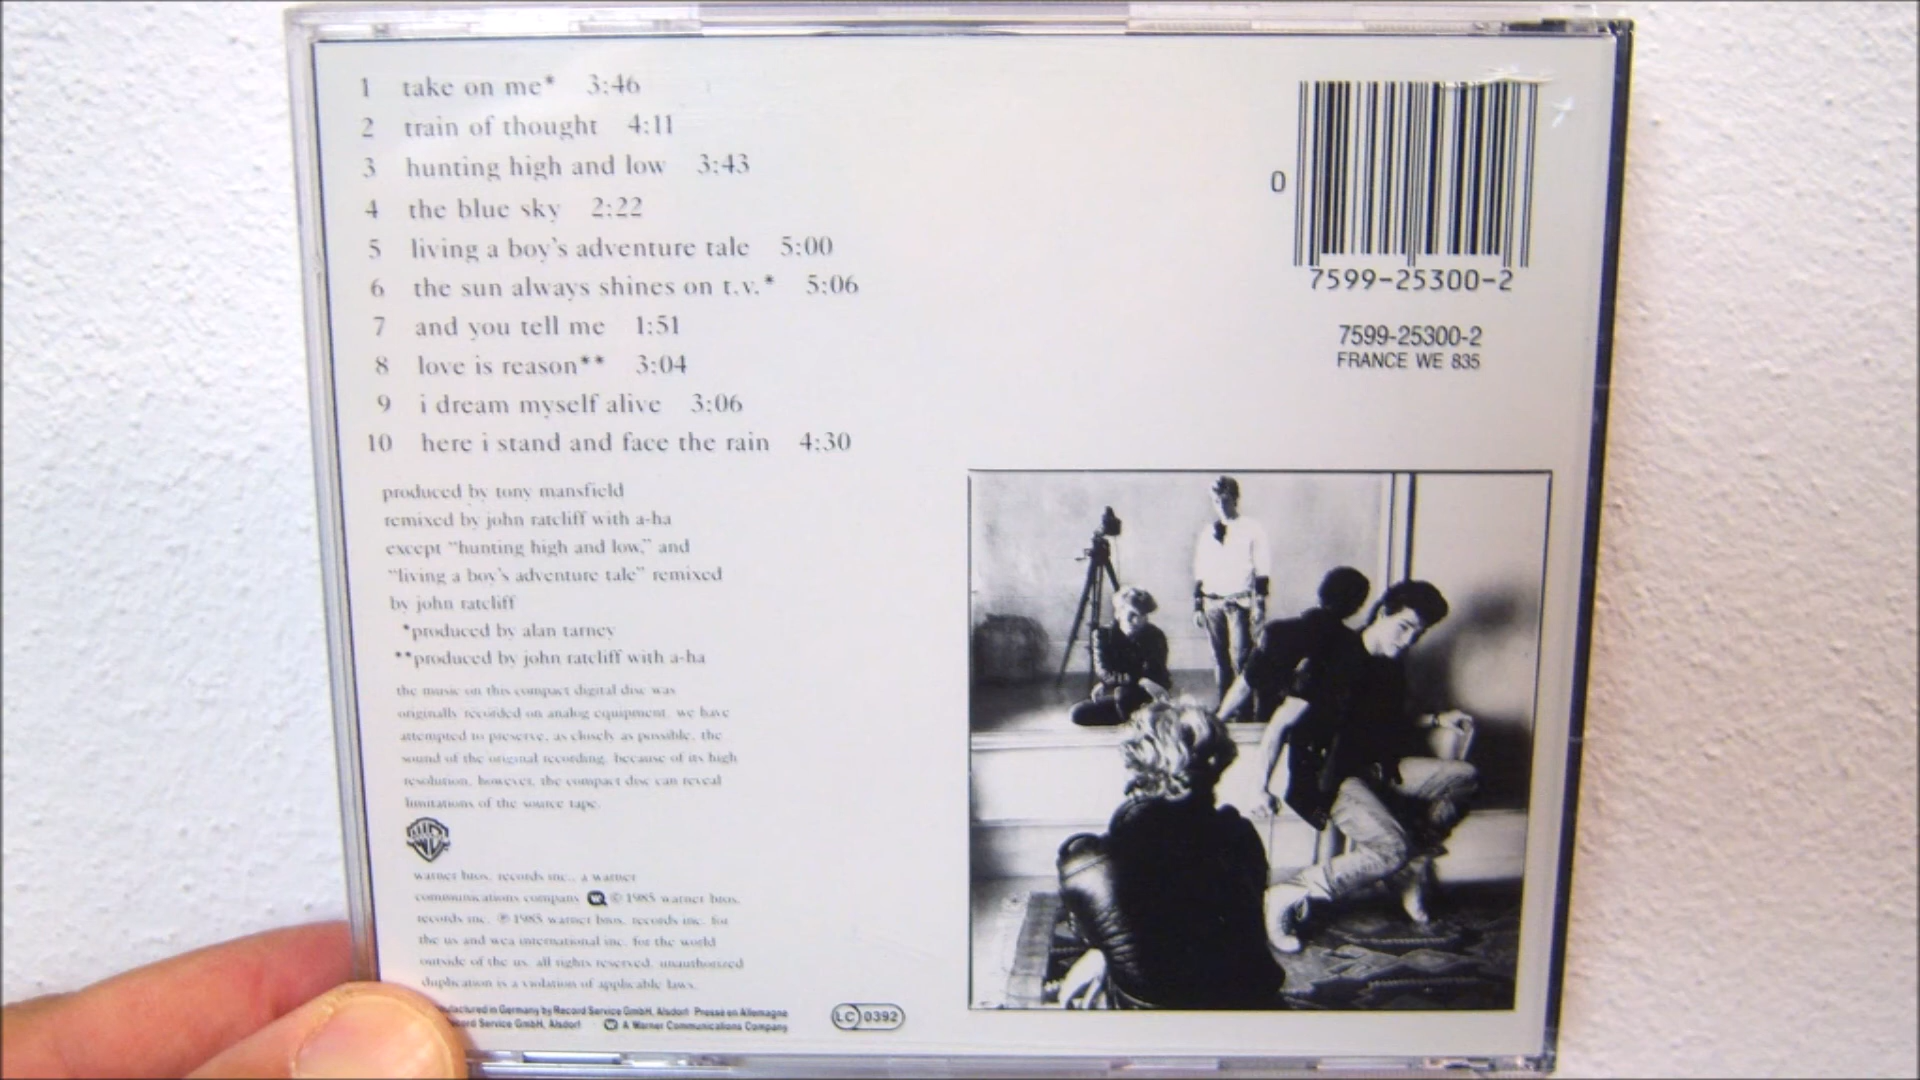 1 take on me* 3:46
2 train of thought 4:11
3 hunting high and low 3:43
4 the blue sky 2:22
5 living a boy's adventure tale 5:00
6 the sun always shines on t.v.* 5:06
7 and you tell me 1:51
8 love is reason** 3:04
9 i dream myself alive 3:06
10 here i stand and face the rain 4:30
produced by tony mansfield
remixed by john ratcliff with a-ha
except "hunting high and low," and
"living a boy's adventure tale" remixed
by john ratcliff
*produced by alan tarney
**produced by john ratcliff with a-ha
the music on this compact digital disc was
originally recorded on analog equipment. we have
attempted to preserve, as closely as possible, the
sound of the original recording. because of its high
resolution, however, the compact disc can reveal
limitations of the source tape.
warner bros. records inc., a warner
communications company © 1985 warner bros.
records inc. ℗ 1985 warner bros. records inc. for
the us and wea international inc. for the world
outside of the us. all rights reserved. unauthorized
duplication is a violation of applicable laws.
in Germany by Record Service GmbH, Alsdorf Pressé en Allemagne
Service GmbH, Alsdorf A Warner Communications Company
LC 0392
0
7599-25300-2
7599-25300-2
FRANCE WE 835